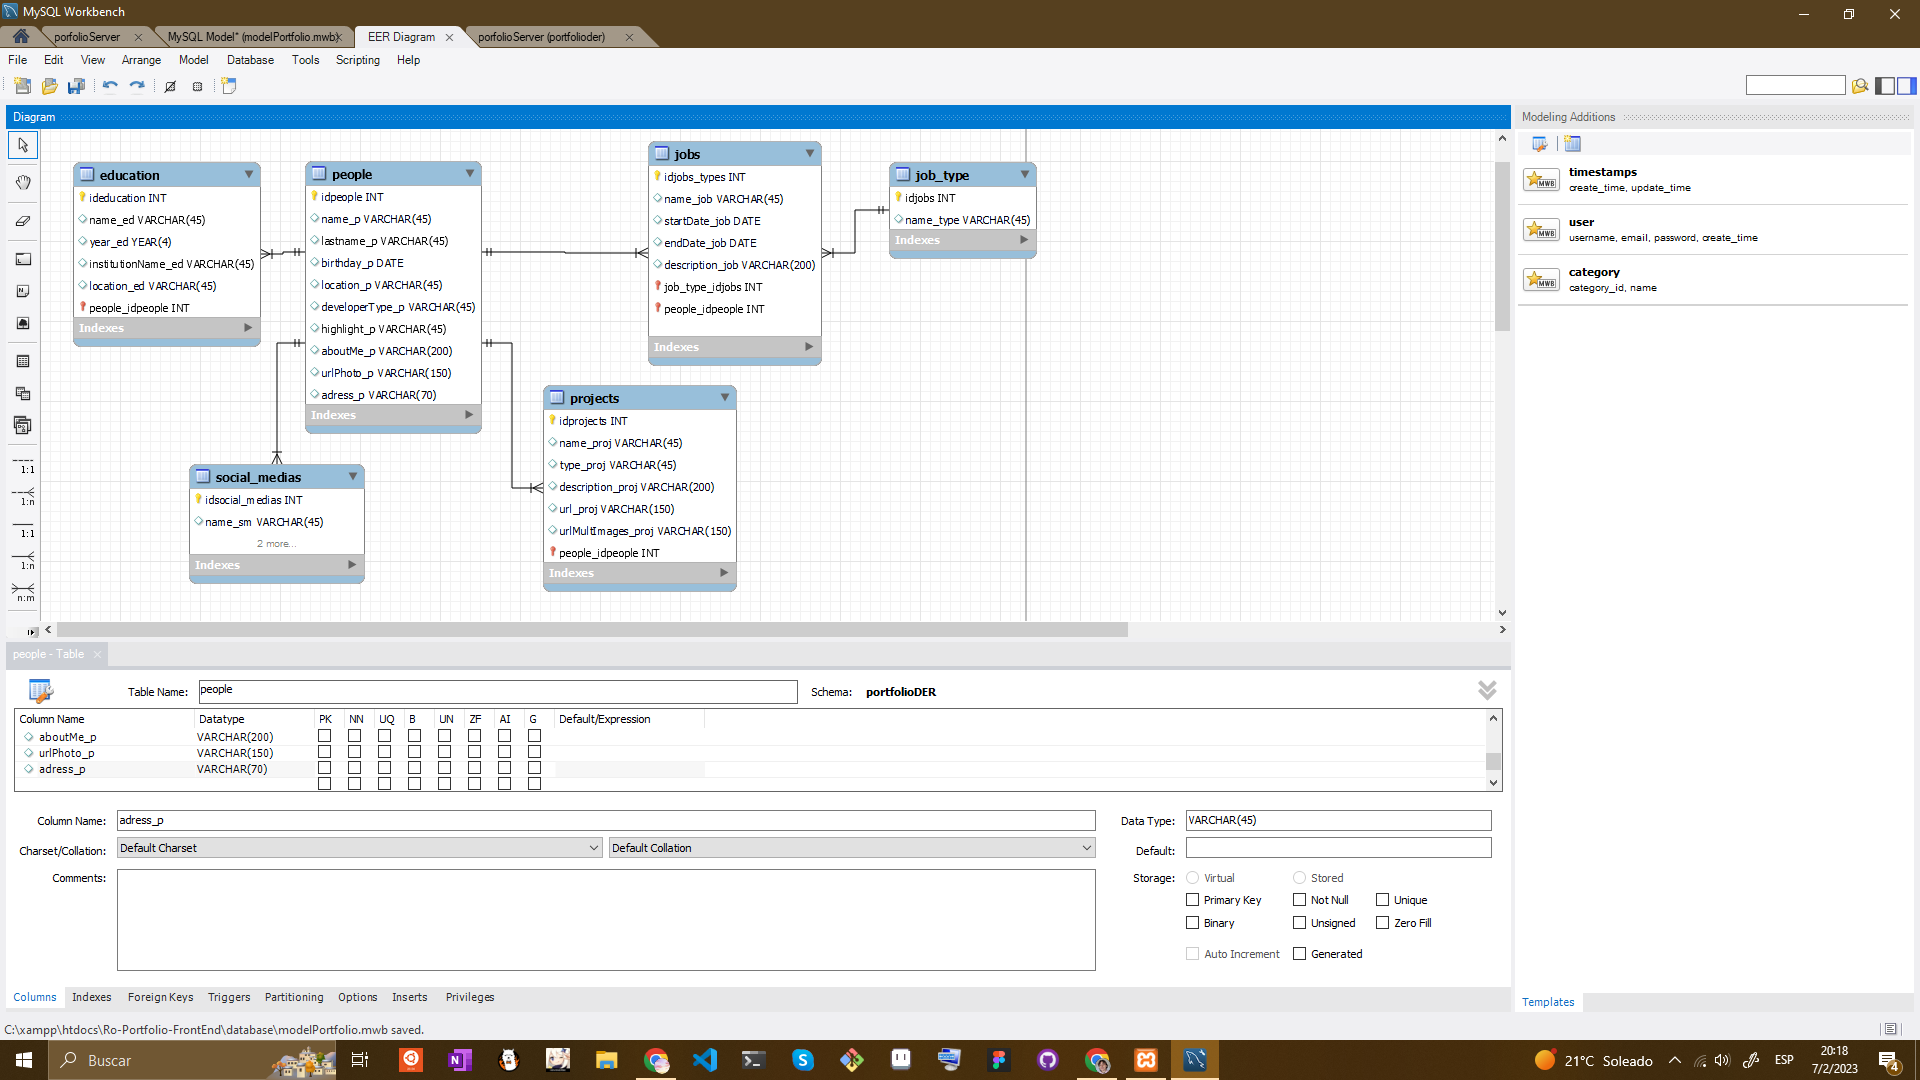 MySQL Workbench
porfolioServer
MySQL Model* (modelPortfolio.mwb)
EER Diagram
porfolioServer (portfolioder)
File Edit View Arrange Model Database Tools Scripting Help
Diagram
education
ideducation INT
name_ed VARCHAR(45)
year_ed YEAR(4)
institutionName_ed VARCHAR(45)
location_ed VARCHAR(45)
people_idpeople INT
Indexes
people
idpeople INT
name_p VARCHAR(45)
lastname_p VARCHAR(45)
birthday_p DATE
location_p VARCHAR(45)
developerType_p VARCHAR(45)
highlight_p VARCHAR(45)
aboutMe_p VARCHAR(200)
urlPhoto_p VARCHAR(150)
adress_p VARCHAR(70)
Indexes
jobs
idjobs_types INT
name_job VARCHAR(45)
startDate_job DATE
endDate_job DATE
description_job VARCHAR(200)
job_type_idjobs INT
people_idpeople INT
Indexes
job_type
idjobs INT
name_type VARCHAR(45)
Indexes
projects
idprojects INT
name_proj VARCHAR(45)
type_proj VARCHAR(45)
description_proj VARCHAR(200)
url_proj VARCHAR(150)
urlMultImages_proj VARCHAR(150)
people_idpeople INT
Indexes
social_medias
idsocial_medias INT
name_sm VARCHAR(45)
2 more...
Indexes
1:1
1:n
1:1
1:n
n:m
Modeling Additions
timestamps
create_time, update_time
user
username, email, password, create_time
category
category_id, name
Templates
people - Table
Table Name: people Schema: portfolioDER
Column Name Datatype PK NN UQ B UN ZF AI G Default/Expression
aboutMe_p VARCHAR(200)
urlPhoto_p VARCHAR(150)
adress_p VARCHAR(70)
Column Name: adress_p Data Type: VARCHAR(45)
Charset/Collation: Default Charset Default Collation Default:
Comments: Storage: Virtual Stored
Primary Key Not Null Unique
Binary Unsigned Zero Fill
Auto Increment Generated
Columns Indexes Foreign Keys Triggers Partitioning Options Inserts Privileges
C:\xampp\htdocs\Ro-Portfolio-FrontEnd\database\modelPortfolio.mwb saved.
Buscar
21°C Soleado
ESP
20:18
7/2/2023
4